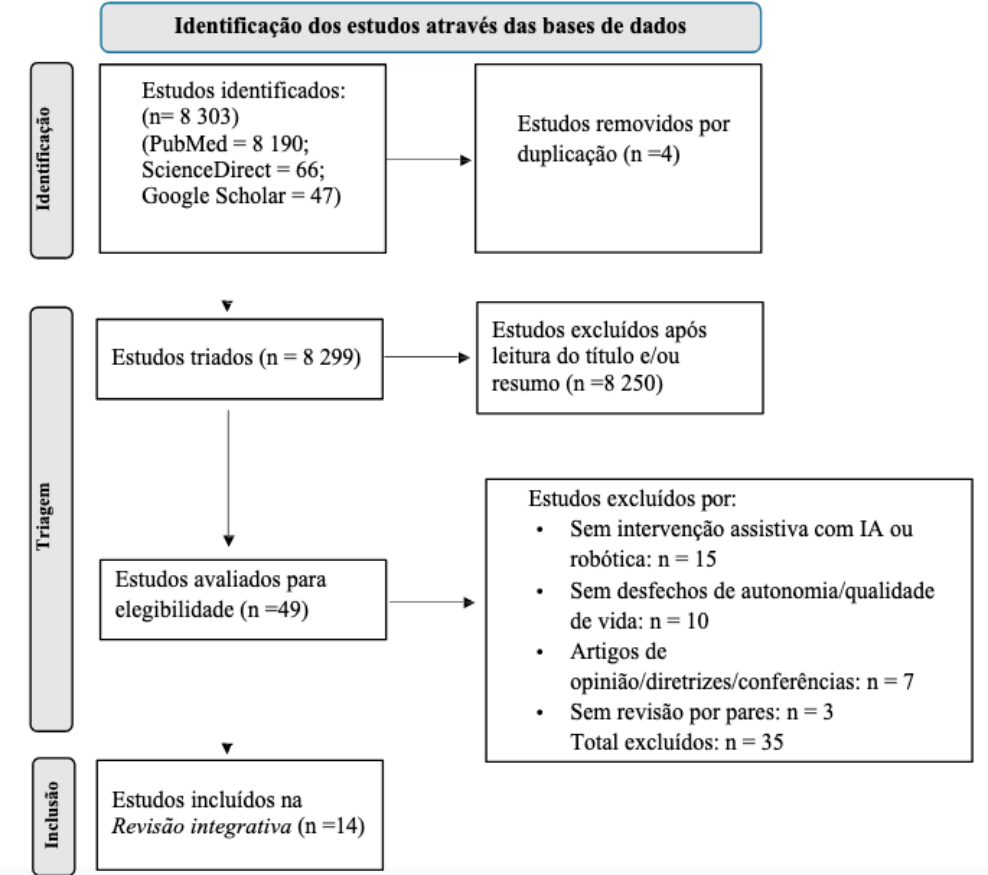 Identificação dos estudos através das bases de dados
Identificação
Estudos identificados:
(n= 8 303)
(PubMed = 8 190;
ScienceDirect = 66;
Google Scholar = 47)
Estudos removidos por
duplicação (n =4)
Triagem
Estudos triados (n = 8 299)
Estudos excluídos após
leitura do título e/ou
resumo (n =8 250)
Estudos avaliados para
elegibilidade (n =49)
Estudos excluídos por:
• Sem intervenção assistiva com IA ou
robótica: n = 15
• Sem desfechos de autonomia/qualidade
de vida: n = 10
• Artigos de
opinião/diretrizes/conferências: n = 7
• Sem revisão por pares: n = 3
Total excluídos: n = 35
Inclusão
Estudos incluídos na
Revisão integrativa (n =14)